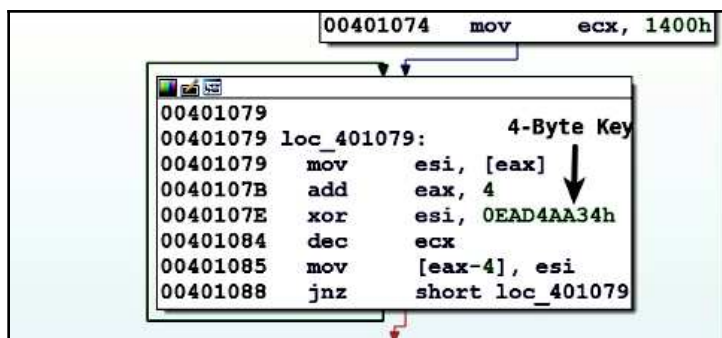 00401074 mov ecx, 1400h
00401079
00401079 loc_401079:
4-Byte Key
00401079 mov esi, [eax]
0040107B add eax, 4
0040107E xor esi, 0EAD4AA34h
00401084 dec ecx
00401085 mov [eax-4], esi
00401088 jnz short loc_401079